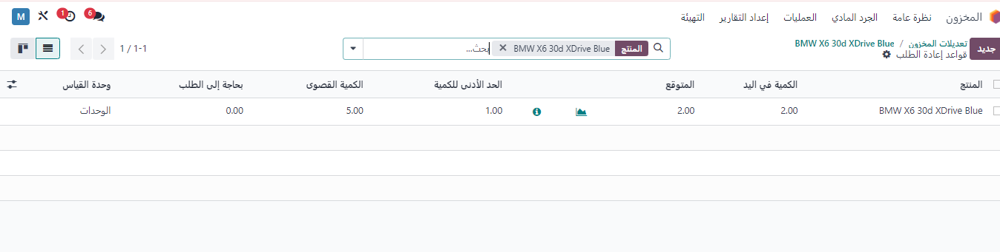 المخزون نظرة عامة الجرد المادي العمليات إعداد التقارير التهيئة 6 1 M
جديد تعديلات المخزون / BMW X6 30d XDrive Blue
قواعد إعادة الطلب
المنتج BMW X6 30d XDrive Blue × بحث...
1-1 / 1
المنتج الكمية في اليد المتوقع الحد الأدنى للكمية الكمية القصوى بحاجة إلى الطلب وحدة القياس
BMW X6 30d XDrive Blue 2.00 2.00 1.00 5.00 0.00 الوحدات